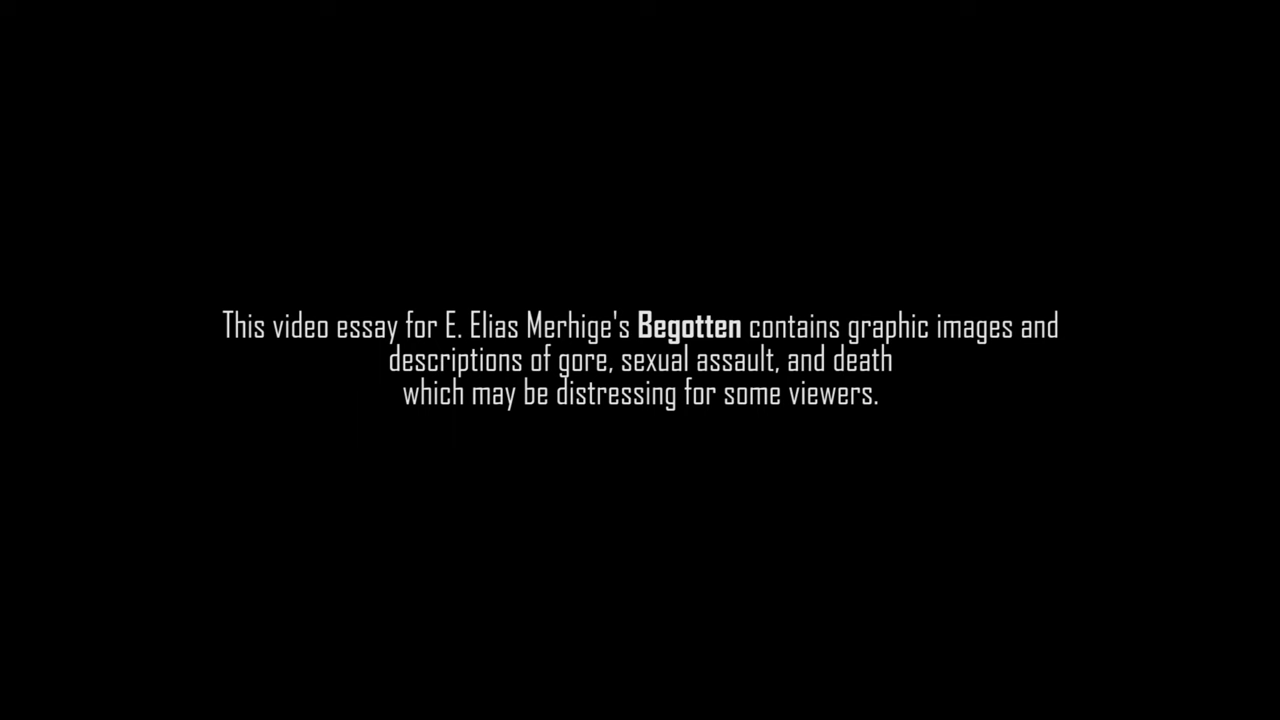 This video essay for E. Elias Merhige's Begotten contains graphic images and
descriptions of gore, sexual assault, and death
which may be distressing for some viewers.